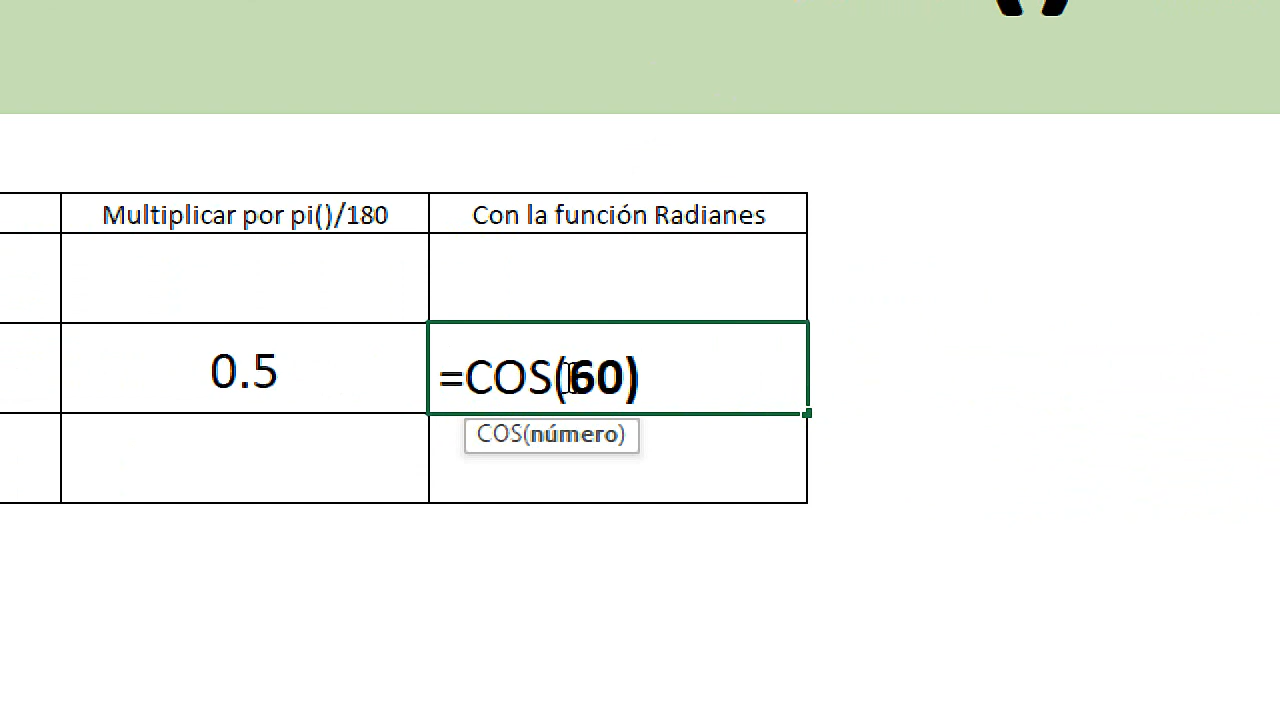 Multiplicar por pi()/180
Con la función Radianes
0.5
=COS(60)
COS(número)